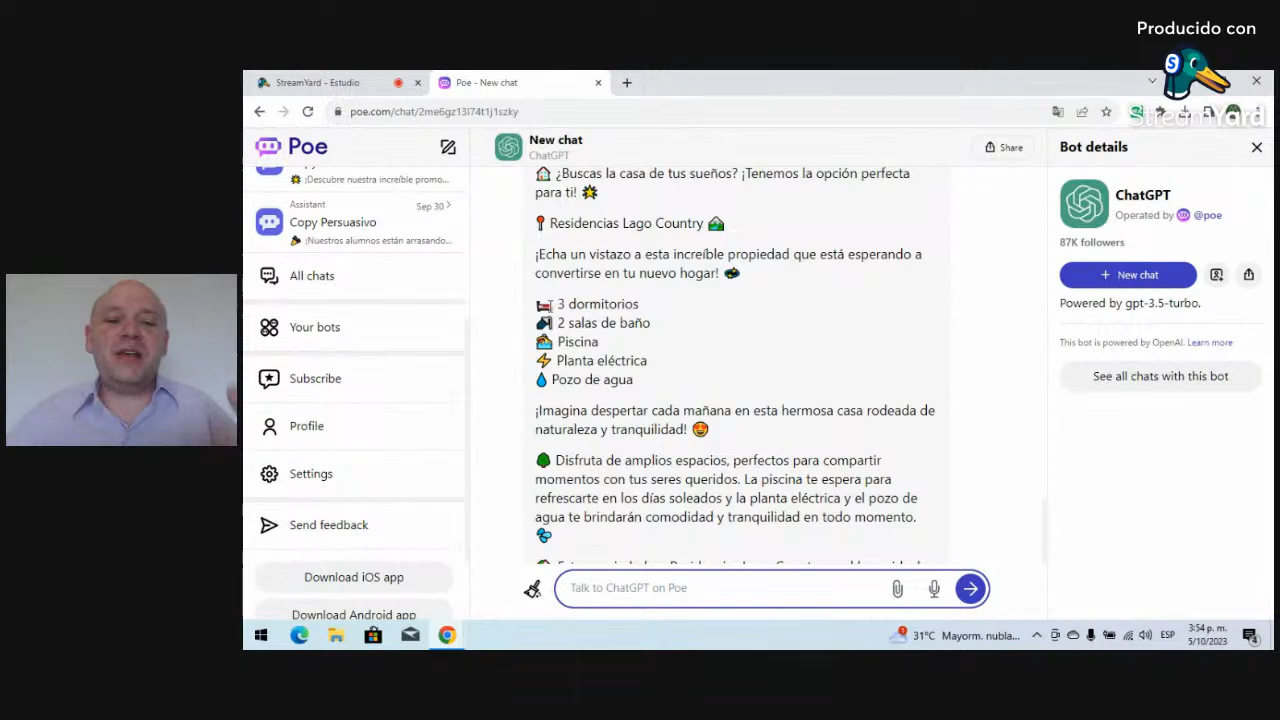 Producido con
StreamYard
StreamYard - Estudio
Poe - New chat
poe.com/chat/2me6gz13l74t1j1szky
Poe
New chat
ChatGPT
Share
Bot details
¡Descubre nuestra increíble promo...
Assistant
Sep 30
Copy Persuasivo
¡Nuestros alumnos están arrasando...
All chats
Your bots
Subscribe
Profile
Settings
Send feedback
Download iOS app
Download Android app
¿Buscas la casa de tus sueños? ¡Tenemos la opción perfecta
para ti!
Residencias Lago Country
¡Echa un vistazo a esta increíble propiedad que está esperando a
convertirse en tu nuevo hogar!
3 dormitorios
2 salas de baño
Piscina
Planta eléctrica
Pozo de agua
¡Imagina despertar cada mañana en esta hermosa casa rodeada de
naturaleza y tranquilidad!
Disfruta de amplios espacios, perfectos para compartir
momentos con tus seres queridos. La piscina te espera para
refrescarte en los días soleados y la planta eléctrica y el pozo de
agua te brindarán comodidad y tranquilidad en todo momento.
Talk to ChatGPT on Poe
ChatGPT
Operated by @poe
87K followers
+ New chat
Powered by gpt-3.5-turbo.
This bot is powered by OpenAI. Learn more
See all chats with this bot
31°C Mayorm. nubla...
ESP
3:54 p. m.
5/10/2023
4